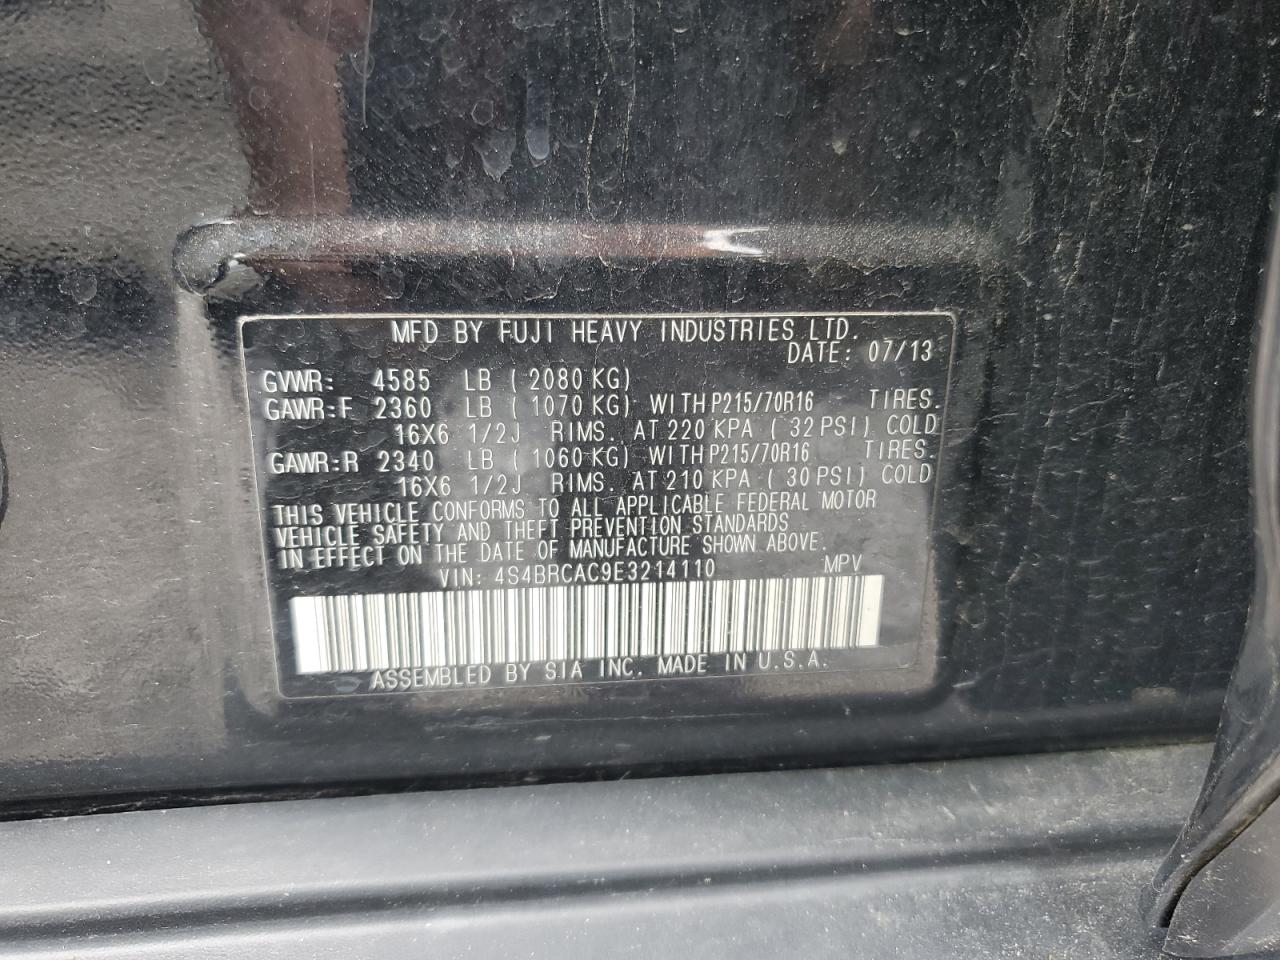 MFD BY FUJI HEAVY INDUSTRIES LTD.
DATE: 07/13
GVWR: 4585 LB ( 2080 KG)
GAWR:F 2360 LB ( 1070 KG) WITH P215/70R16 TIRES.
16X6 1/2J RIMS. AT 220 KPA ( 32 PSI) COLD
GAWR:R 2340 LB ( 1060 KG) WITH P215/70R16 TIRES.
16X6 1/2J RIMS. AT 210 KPA ( 30 PSI) COLD
THIS VEHICLE CONFORMS TO ALL APPLICABLE FEDERAL MOTOR
VEHICLE SAFETY AND THEFT PREVENTION STANDARDS
IN EFFECT ON THE DATE OF MANUFACTURE SHOWN ABOVE.
VIN: 4S4BRCAC9E3214110 MPV
ASSEMBLED BY S.I.A INC. MADE IN U.S.A.